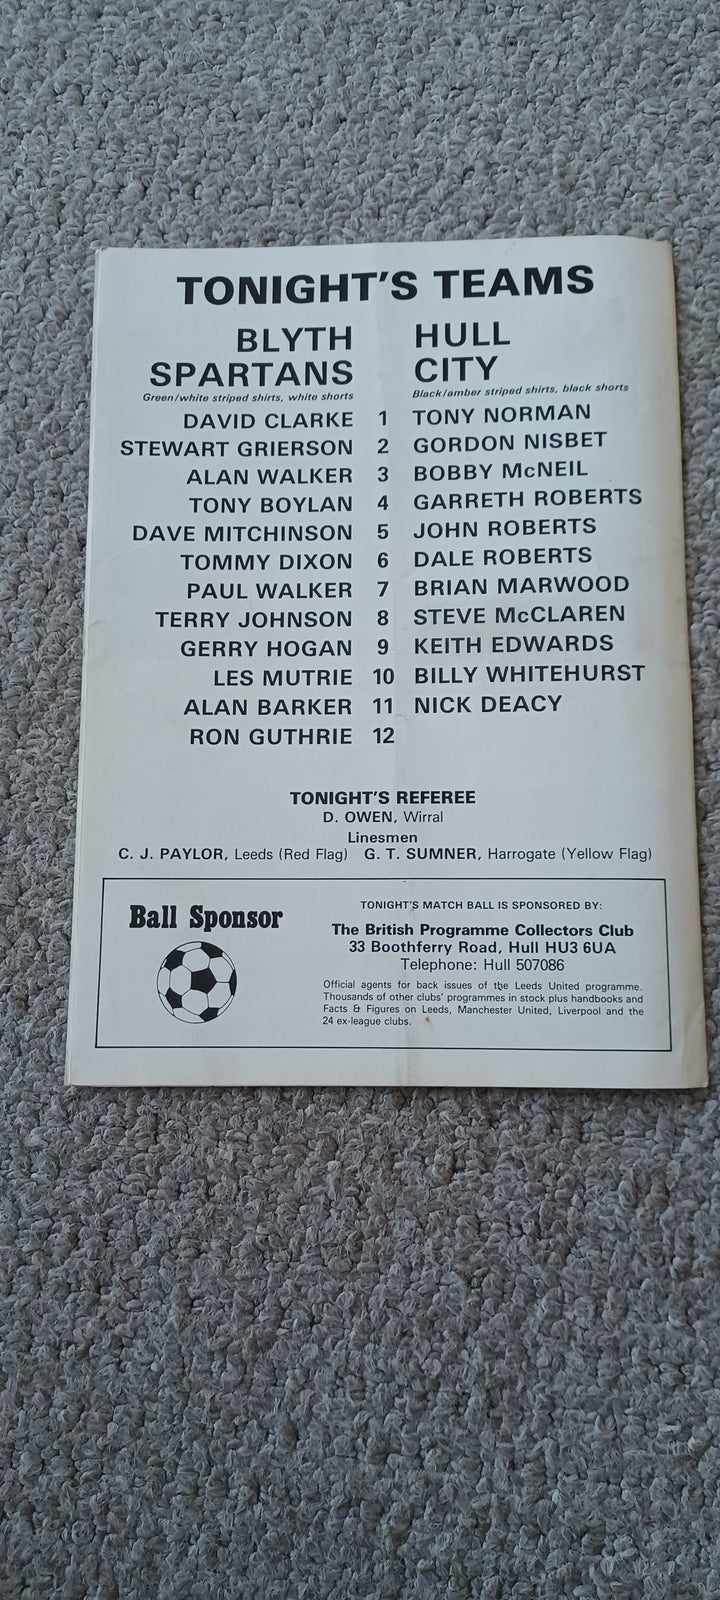 TONIGHT'S TEAMS
BLYTH SPARTANS
Green/white striped shirts, white shorts
HULL CITY
Black/amber striped shirts, black shorts
DAVID CLARKE 1 TONY NORMAN
STEWART GRIERSON 2 GORDON NISBET
ALAN WALKER 3 BOBBY McNEIL
TONY BOYLAN 4 GARRETH ROBERTS
DAVE MITCHINSON 5 JOHN ROBERTS
TOMMY DIXON 6 DALE ROBERTS
PAUL WALKER 7 BRIAN MARWOOD
TERRY JOHNSON 8 STEVE McCLAREN
GERRY HOGAN 9 KEITH EDWARDS
LES MUTRIE 10 BILLY WHITEHURST
ALAN BARKER 11 NICK DEACY
RON GUTHRIE 12
TONIGHT'S REFEREE
D. OWEN, Wirral
Linesmen
C. J. PAYLOR, Leeds (Red Flag) G. T. SUMNER, Harrogate (Yellow Flag)
Ball Sponsor
TONIGHT'S MATCH BALL IS SPONSORED BY:
The British Programme Collectors Club
33 Boothferry Road, Hull HU3 6UA
Telephone: Hull 507086
Official agents for back issues of the Leeds United programme.
Thousands of other clubs' programmes in stock plus handbooks and
Facts & Figures on Leeds, Manchester United, Liverpool and the
24 ex-league clubs.